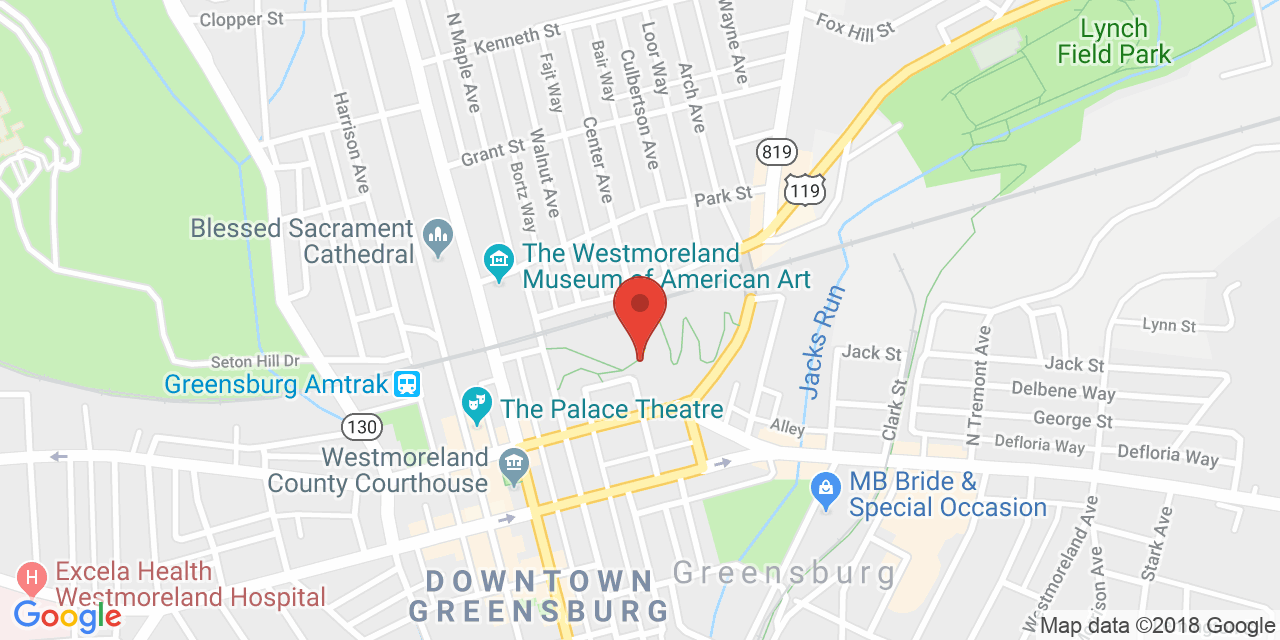 Clopper St
N Maple Ave
Kenneth St
Fajt Way
Bair Way
Culbertson Ave
Loor Way
Arch Ave
Wayne Ave
Fox Hill St
Lynch
Field Park
Harrison Ave
Grant St
Walnut Ave
Bortz Way
Center Ave
819
119
Park St
Blessed Sacrament
Cathedral
The Westmoreland
Museum of American Art
Jacks Run
Lynn St
Seton Hill Dr
Jack St
Jack St
Greensburg Amtrak
Delbene Way
N Tremont Ave
Clark St
George St
The Palace Theatre
130
Alley
Defloria Way
Defloria Way
Westmoreland
County Courthouse
MB Bride &
Special Occasion
Westmoreland Ave
Stark Ave
Excela Health
Westmoreland Hospital
H
DOWNTOWN
GREENSBURG
Greensburg
Google
Map data ©2018 Google